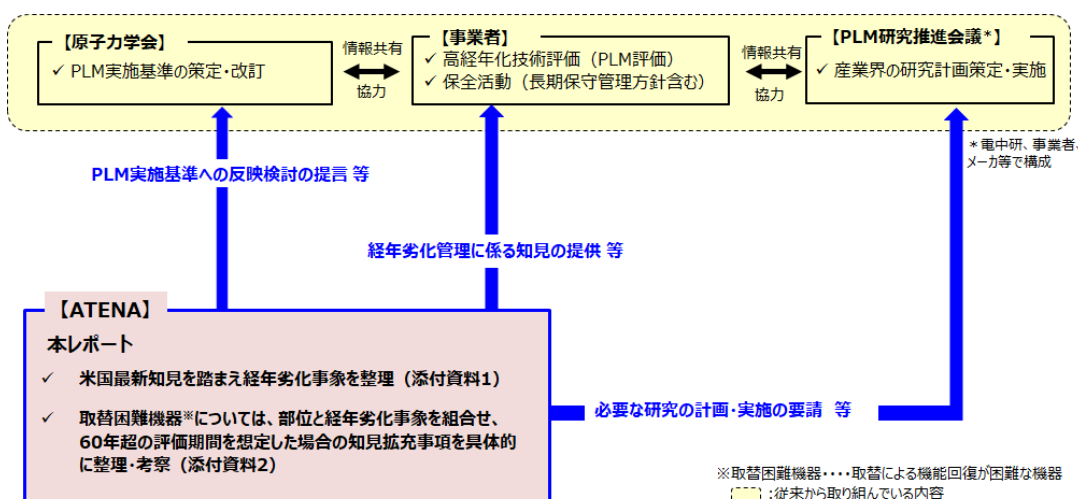 【原子力学会】
✓ PLM実施基準の策定・改訂
情報共有
協力
【事業者】
✓ 高経年化技術評価（PLM評価）
✓ 保全活動（長期保守管理方針含む）
情報共有
協力
【PLM研究推進会議*】
✓ 産業界の研究計画策定・実施
＊電中研、事業者、
メーカ等で構成
PLM実施基準への反映検討の提言 等
経年劣化管理に係る知見の提供 等
【ATENA】
本レポート
✓ 米国最新知見を踏まえ経年劣化事象を整理（添付資料1）
✓ 取替困難機器※については、部位と経年劣化事象を組合せ、
60年超の評価期間を想定した場合の知見拡充事項を具体的
に整理・考察（添付資料2）
必要な研究の計画・実施の要請 等
※取替困難機器・・・・取替による機能回復が困難な機器
：従来から取り組んでいる内容